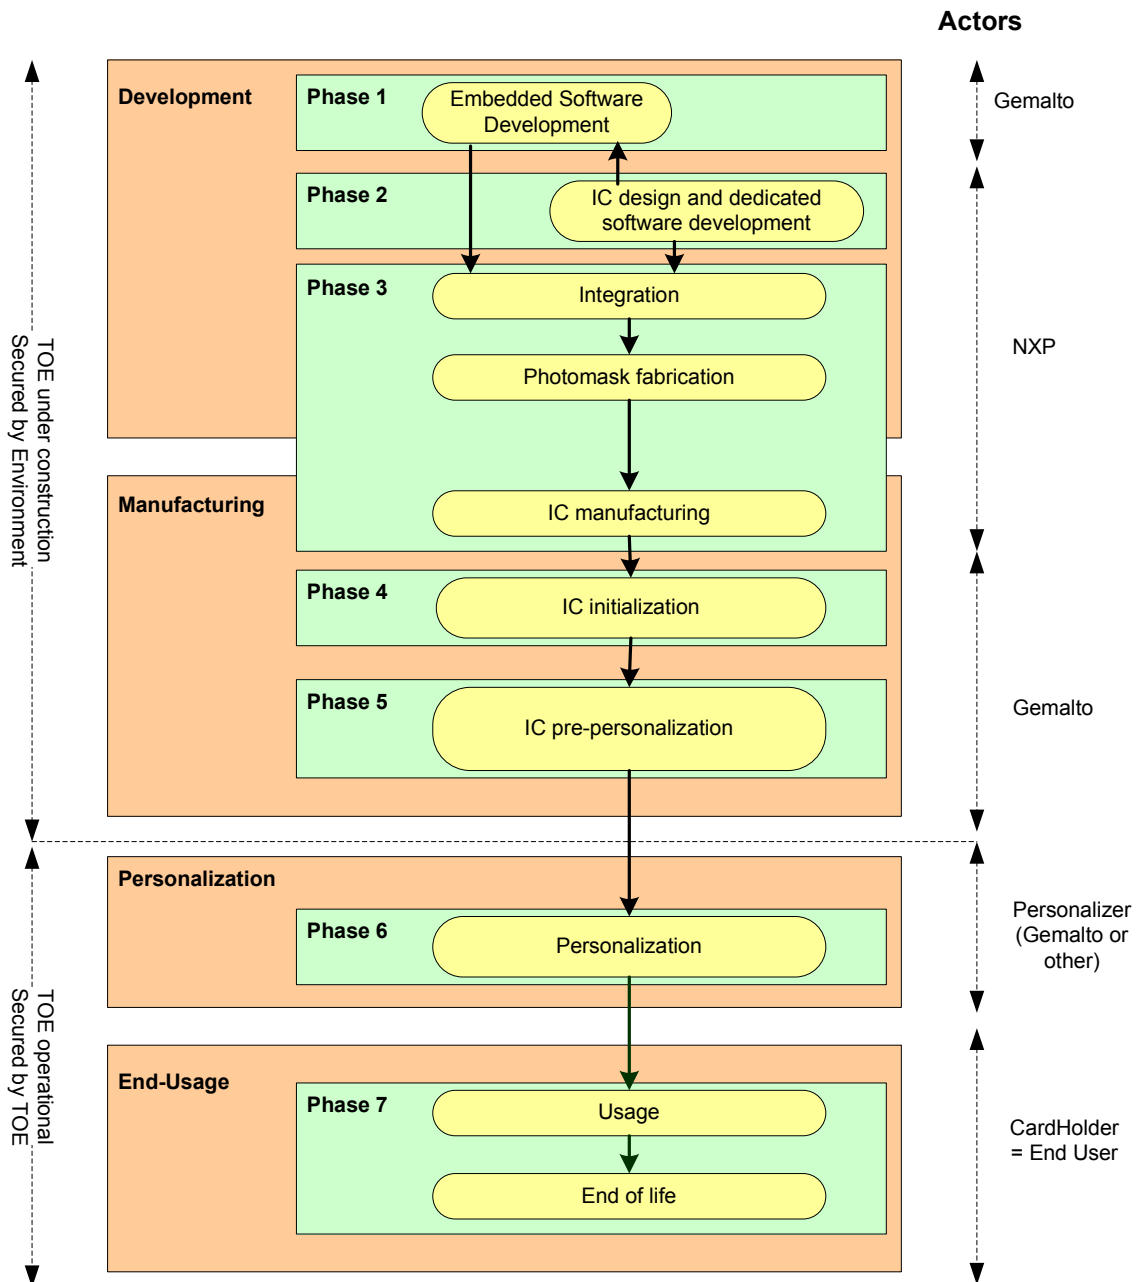 Actors
Development
Phase 1
Embedded Software
Development
Gemalto
Phase 2
IC design and dedicated
software development
Phase 3
Integration
Photomask fabrication
NXP
TOE under construction
Secured by Environment
Manufacturing
IC manufacturing
Phase 4
IC initialization
Phase 5
IC pre-personalization
Gemalto
Personalization
Phase 6
Personalization
Personalizer
(Gemalto or
other)
TOE operational
Secured by TOE
End-Usage
Phase 7
Usage
End of life
CardHolder
= End User